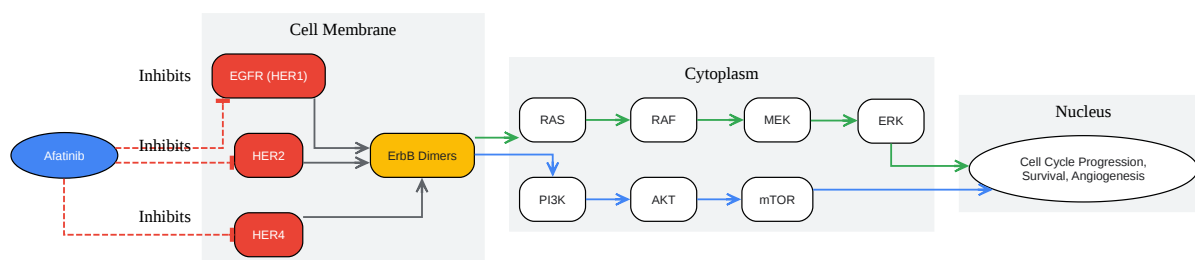 Cell Membrane
Inhibits
EGFR (HER1)
Cytoplasm
Nucleus
RAS
RAF
MEK
ERK
Afatinib
Inhibits
HER2
ErbB Dimers
Cell Cycle Progression,
Survival, Angiogenesis
PI3K
AKT
mTOR
Inhibits
HER4